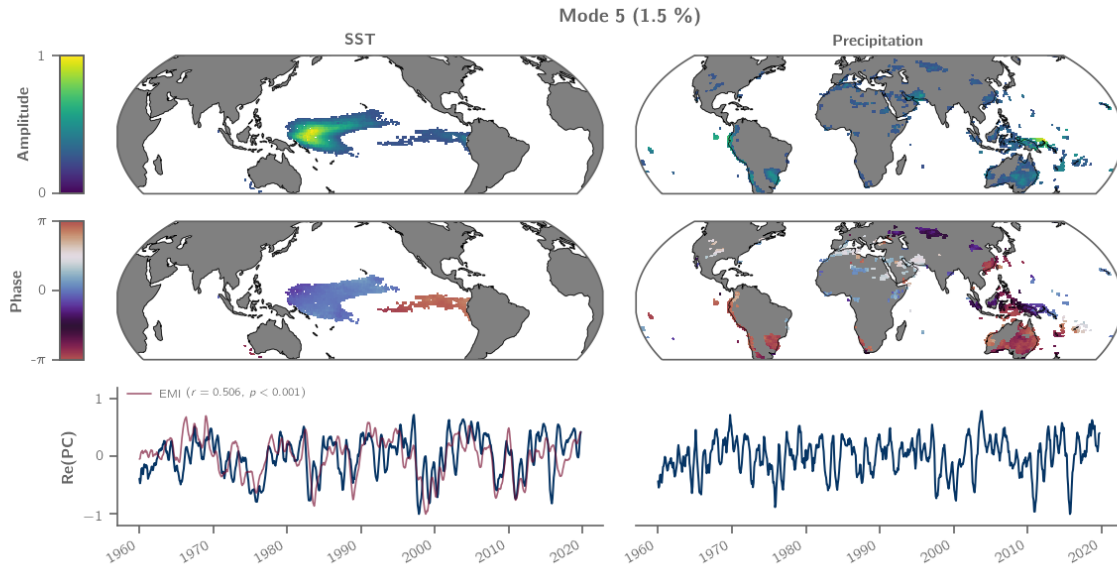 Mode 5 (1.5 %)
SST
Precipitation
1
Amplitude
0
π
Phase
0
-π
EMI (r = 0.506, p < 0.001)
1
Re(PC)
0
−1
1960
1970
1980
1990
2000
2010
2020
1960
1970
1980
1990
2000
2010
2020